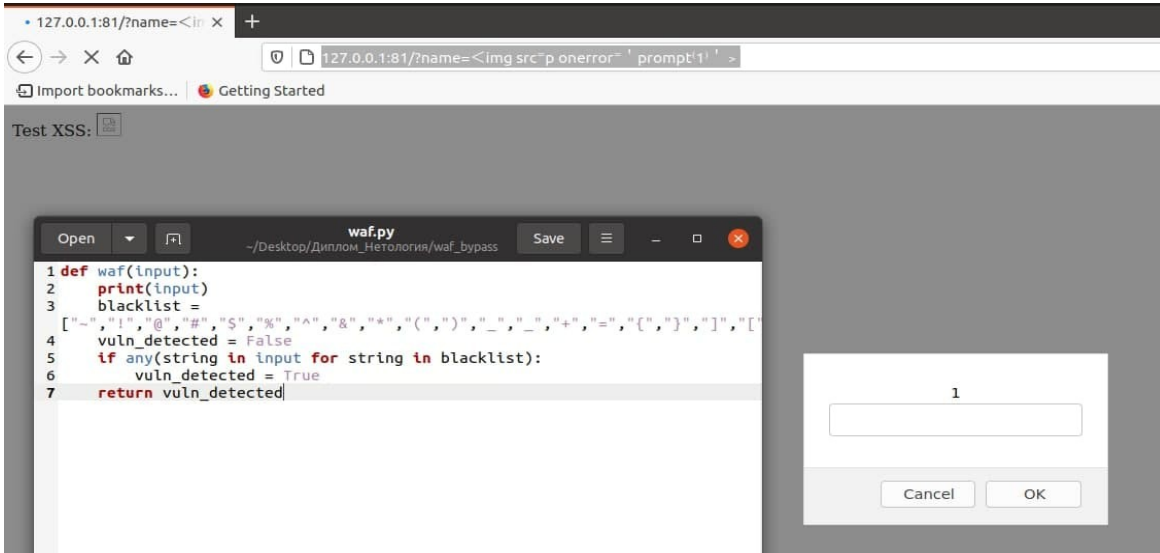 127.0.0.1:81/?name=＜in
127.0.0.1:81/?name=＜img src⁼p onerror⁼＇prompt⁽1⁾＇﹥
Import bookmarks... Getting Started
Test XSS:
Open waf.py Save
~/Desktop/Диплом_Нетология/waf_bypass
1 def waf(input):
2 print(input)
3 blacklist =
["~","!","@","#","$","%","^","&","*","(",")","_","_","+","=","{","}","]","["
4 vuln_detected = False
5 if any(string in input for string in blacklist):
6 vuln_detected = True
7 return vuln_detected
1
Cancel OK